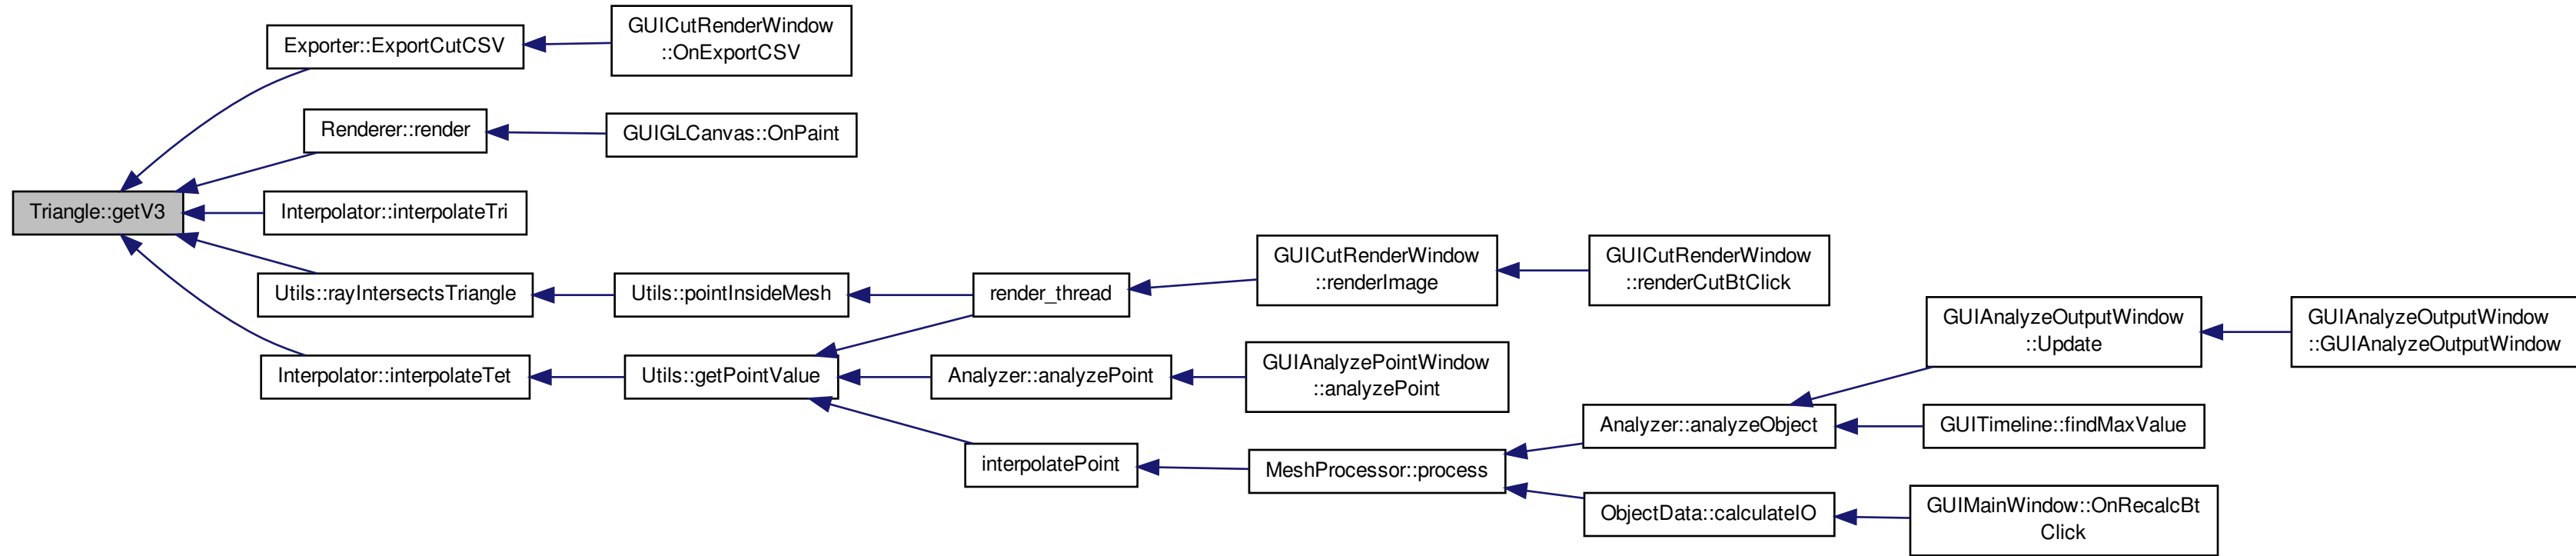 Triangle::getV3
Exporter::ExportCutCSV
GUICutRenderWindow
::OnExportCSV
Renderer::render
GUIGLCanvas::OnPaint
Interpolator::interpolateTri
Utils::rayIntersectsTriangle
Utils::pointInsideMesh
render_thread
GUICutRenderWindow
::renderImage
GUICutRenderWindow
::renderCutBtClick
Interpolator::interpolateTet
Utils::getPointValue
Analyzer::analyzePoint
GUIAnalyzePointWindow
::analyzePoint
interpolatePoint
MeshProcessor::process
Analyzer::analyzeObject
GUIAnalyzeOutputWindow
::Update
GUIAnalyzeOutputWindow
::GUIAnalyzeOutputWindow
GUITimeline::findMaxValue
ObjectData::calculateIO
GUIMainWindow::OnRecalcBt
Click